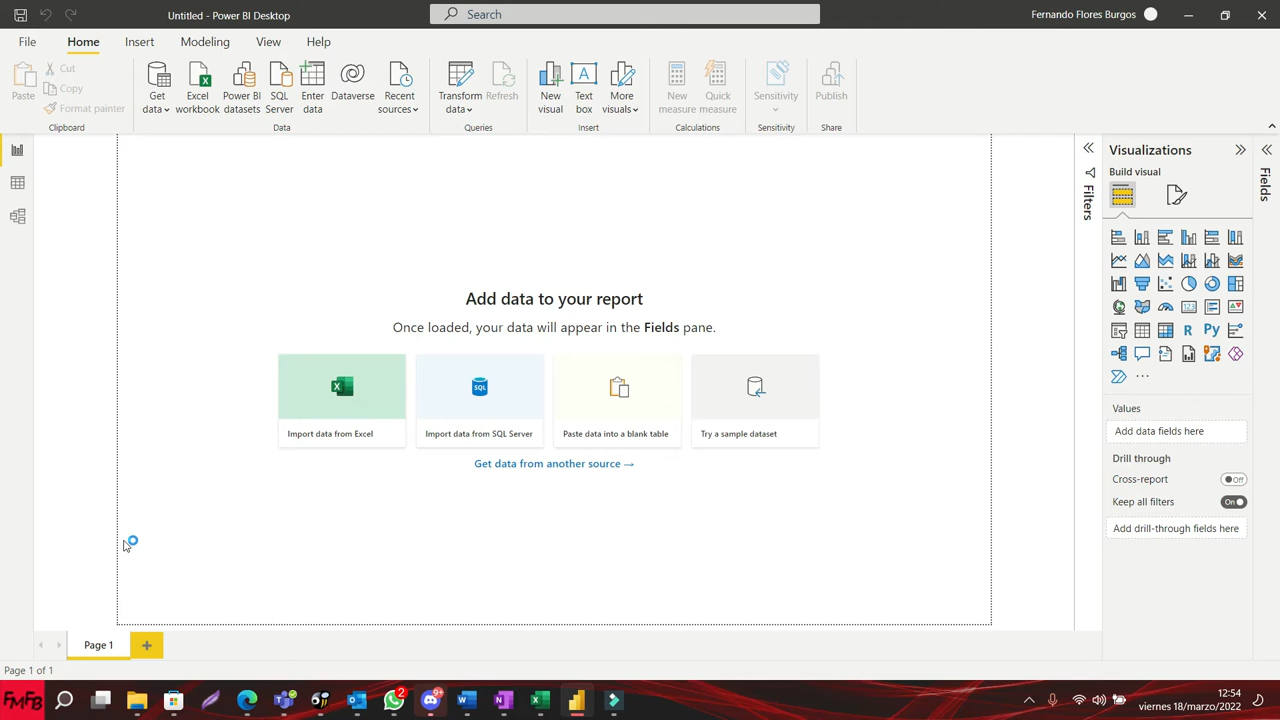 Untitled - Power BI Desktop
Search
Fernando Flores Burgos
File Home Insert Modeling View Help
Paste
Cut
Copy
Format painter
Get data
Excel workbook
Power BI datasets
SQL Server
Enter data
Dataverse
Recent sources
Transform data
Refresh
New visual
Text box
More visuals
New measure
Quick measure
Sensitivity
Publish
Clipboard
Data
Queries
Insert
Calculations
Sensitivity
Share
Filters
Visualizations
Fields
Build visual
Add data to your report
Once loaded, your data will appear in the Fields pane.
SQL
Import data from Excel
Import data from SQL Server
Paste data into a blank table
Try a sample dataset
Get data from another source →
123
R
Py
Values
Add data fields here
Drill through
Cross-report
Off
Keep all filters
On
Add drill-through fields here
Page 1
Page 1 of 1
FMFB
9+
2
12:54
viernes 18/marzo/2022